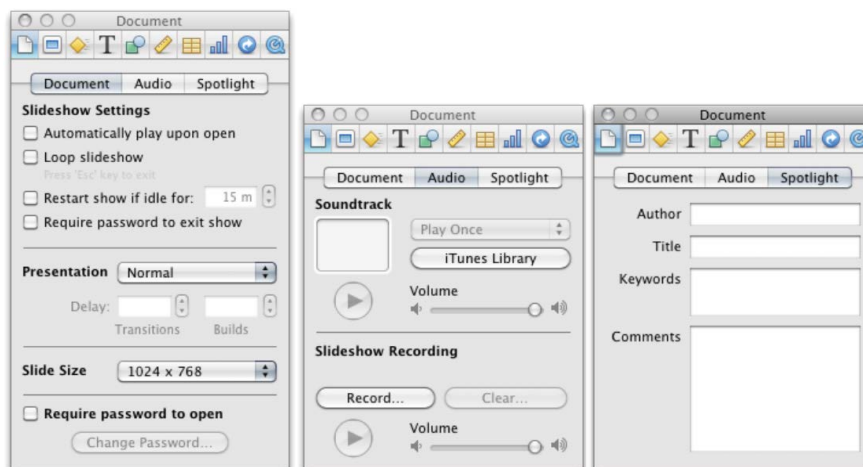 Document
T
Document Audio Spotlight
Slideshow Settings
Automatically play upon open
Loop slideshow
Press 'Esc' key to exit
Restart show if idle for: 15 m
Require password to exit show
Presentation Normal
Delay:
Transitions Builds
Slide Size 1024 x 768
Require password to open
Change Password...
Document
T
Document Audio Spotlight
Soundtrack
Play Once
iTunes Library
Volume
Slideshow Recording
Record... Clear...
Volume
Document
T
Document Audio Spotlight
Author
Title
Keywords
Comments